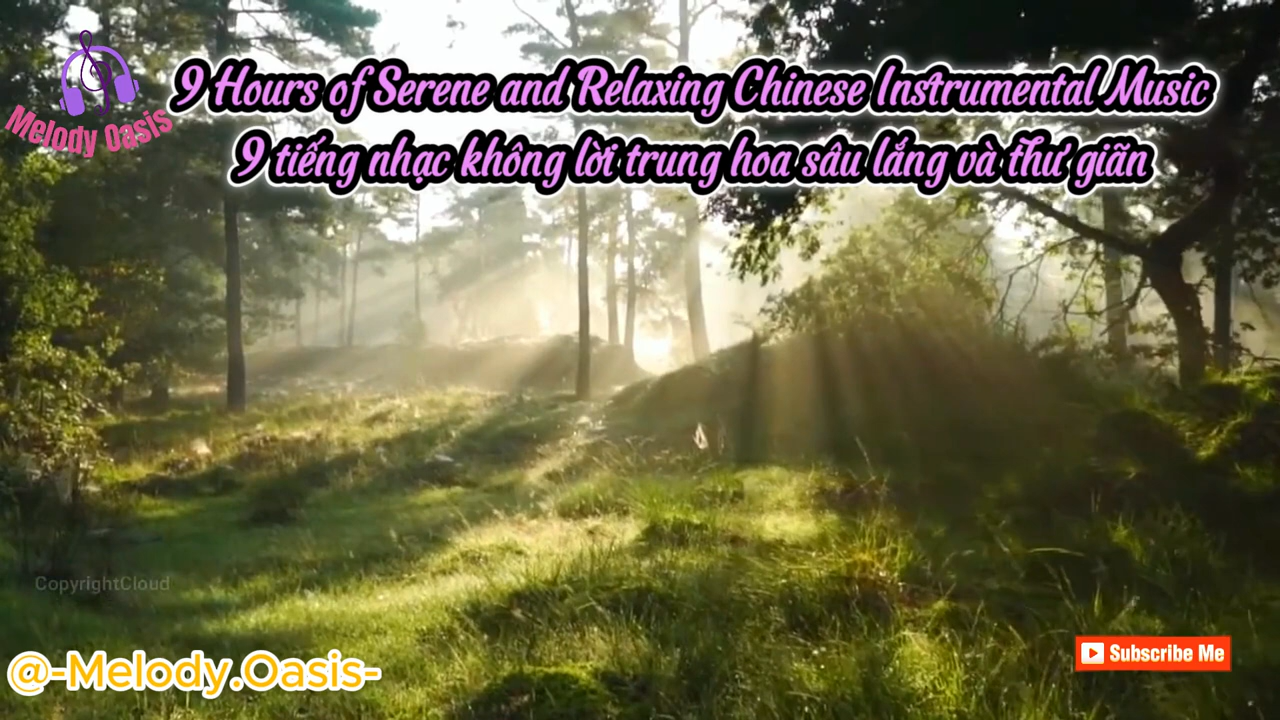 9 Hours of Serene and Relaxing Chinese Instrumental Music
Melody Oasis
9 tiếng nhạc không lời trung hoa sâu lắng và thư giãn
CopyrightCloud
@-Melody.Oasis-
Subscribe Me